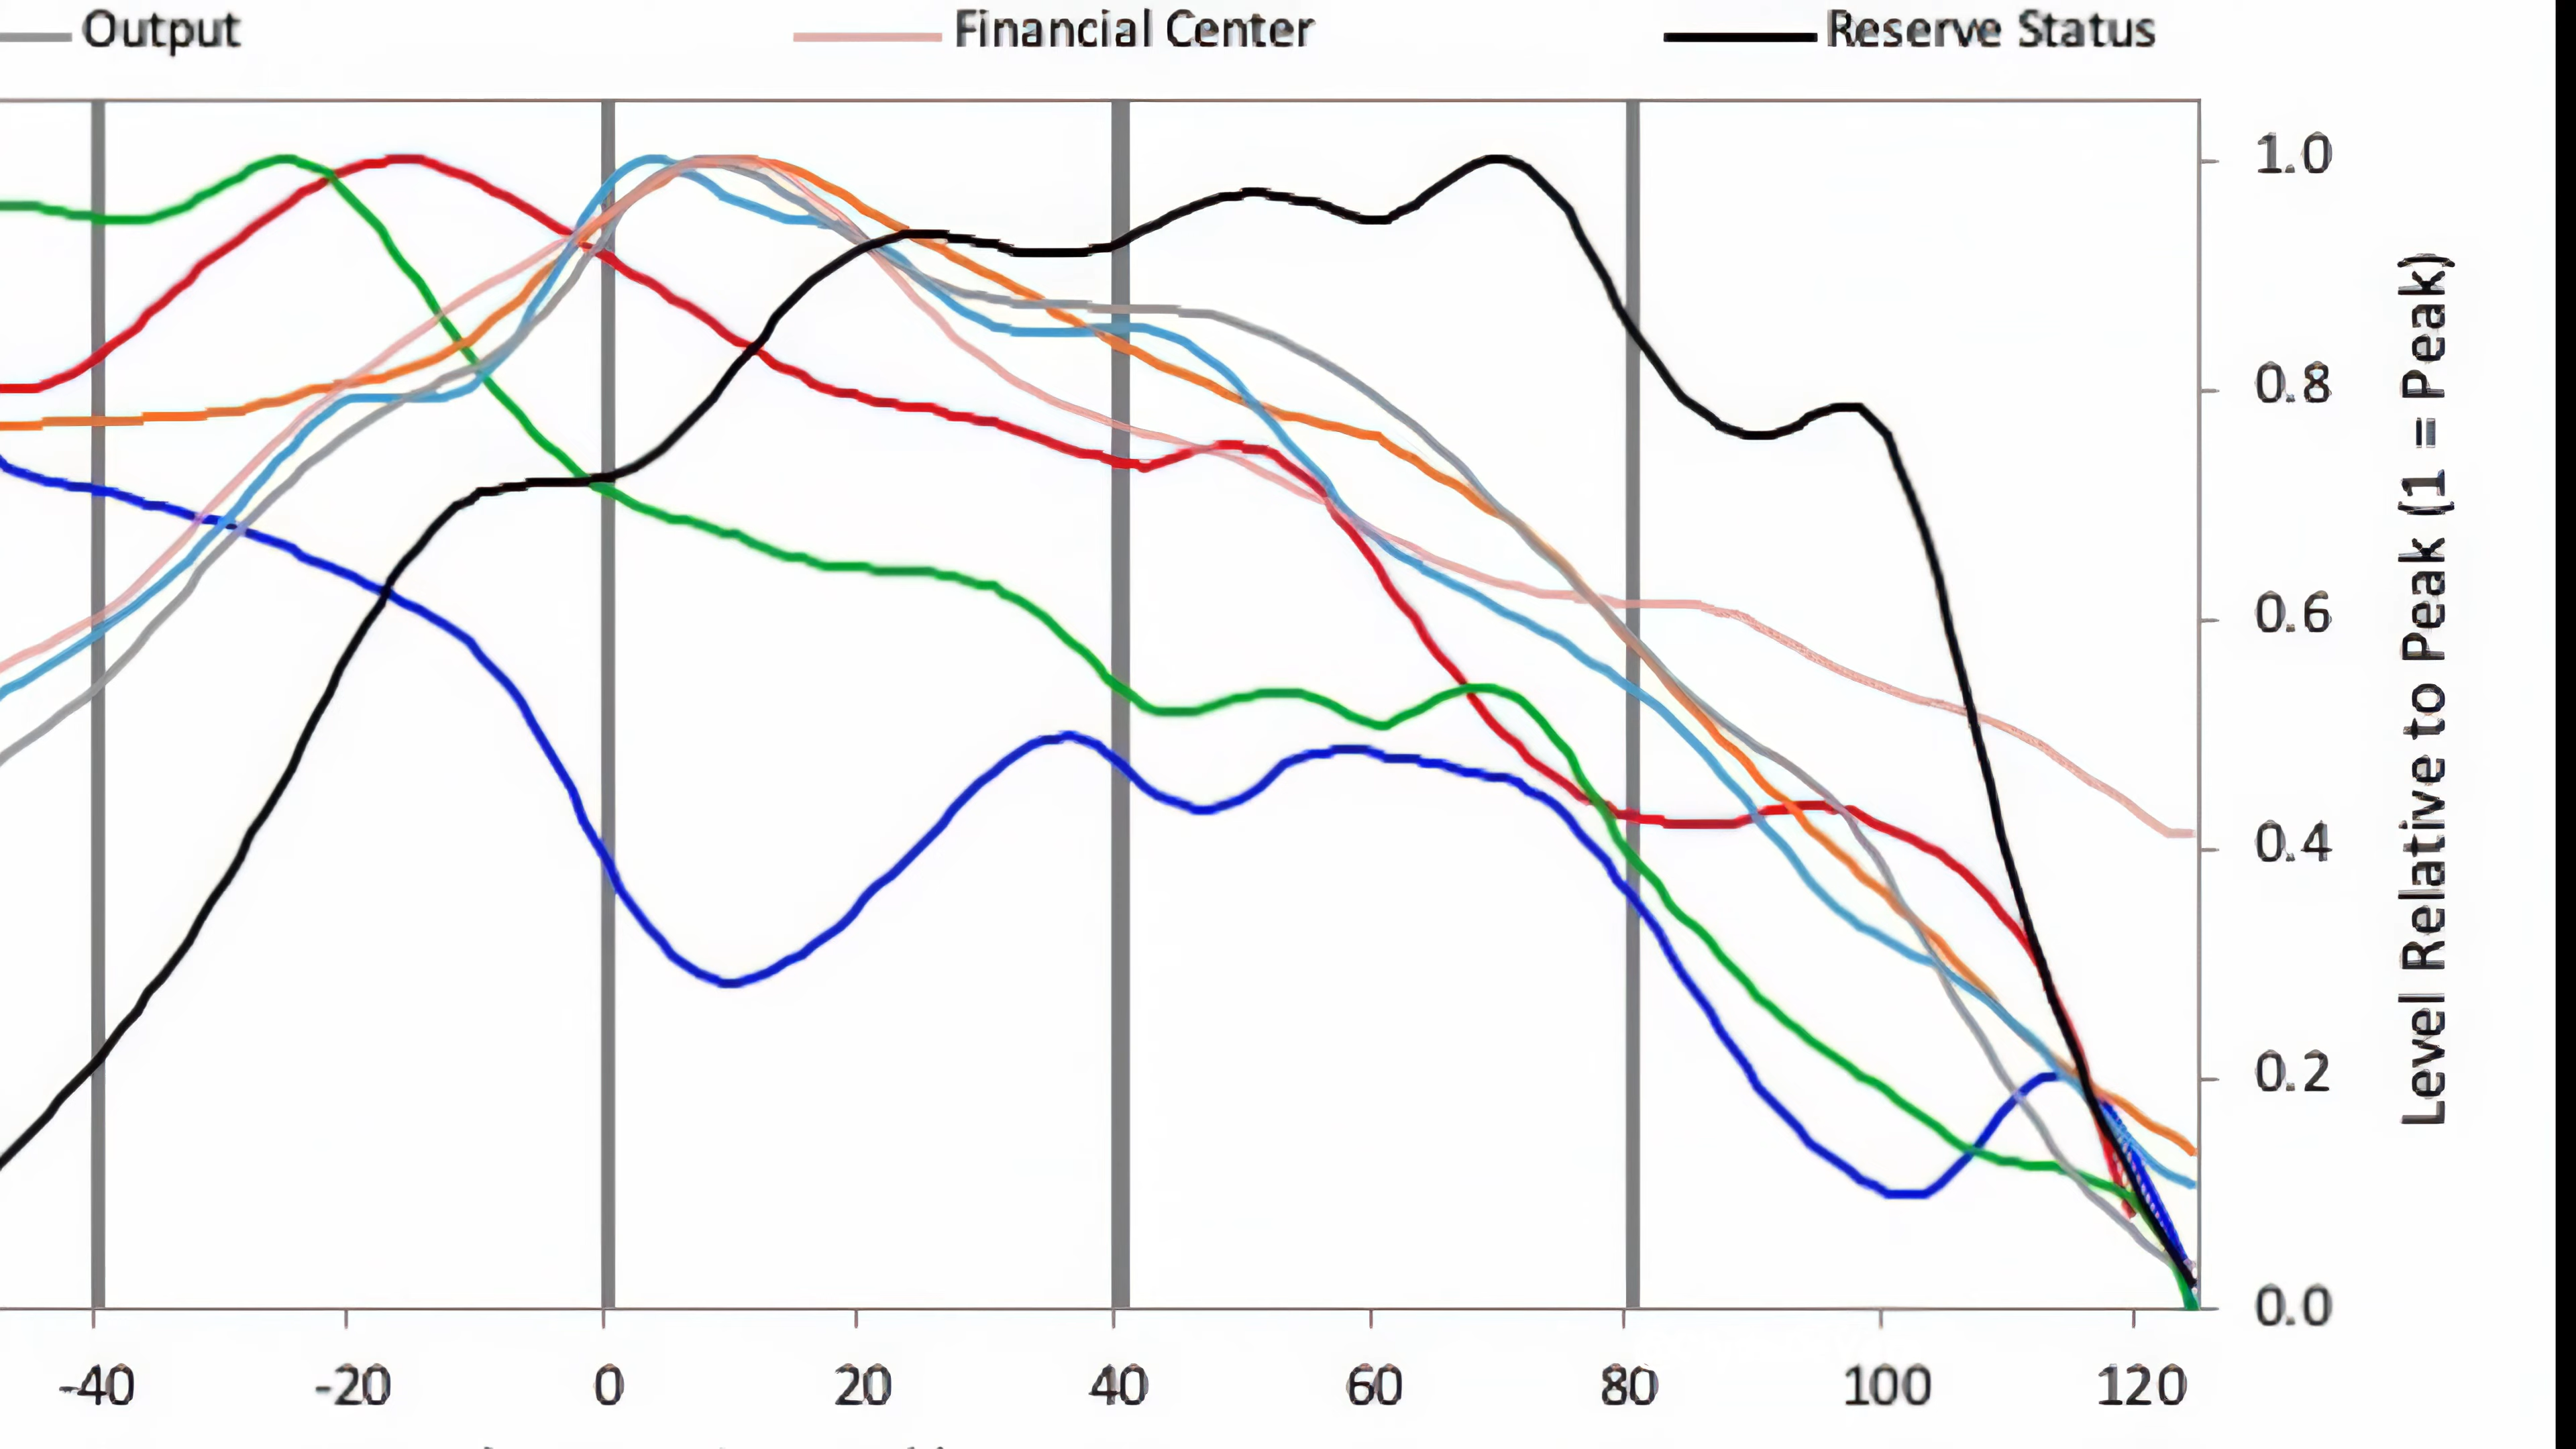 Output Financial Center Reserve Status
1.0
0.8
0.6
0.4
0.2
0.0
Level Relative to Peak (1 = Peak)
-40 -20 0 20 40 60 80 100 120